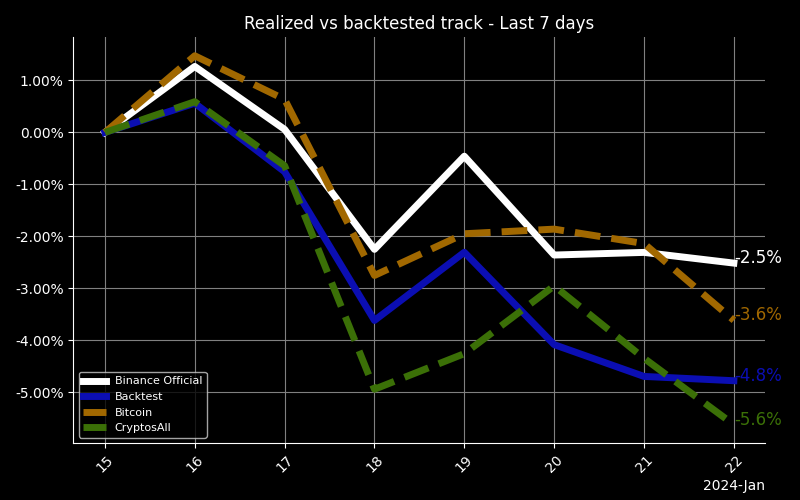 Realized vs backtested track - Last 7 days
1.00%
0.00%
-1.00%
-2.00%
-3.00%
-4.00%
-5.00%
-2.5%
-3.6%
-4.8%
-5.6%
Binance Official
Backtest
Bitcoin
CryptosAll
15 16 17 18 19 20 21 22
2024-Jan